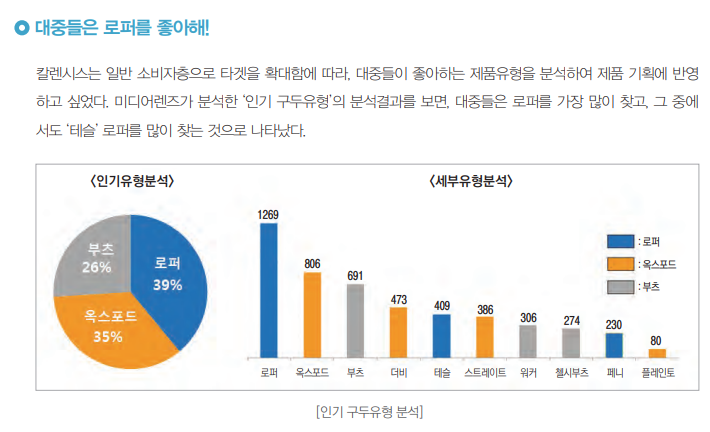 대중들은 로퍼를 좋아해!
칼렌시스는 일반 소비자층으로 타겟을 확대함에 따라, 대중들이 좋아하는 제품유형을 분석하여 제품 기획에 반영
하고 싶었다. 미디어렌즈가 분석한 ‘인기 구두유형’의 분석결과를 보면, 대중들은 로퍼를 가장 많이 찾고, 그 중에
서도 ‘테슬’ 로퍼를 많이 찾는 것으로 나타났다.
<인기유형분석>
부츠
26%
로퍼
39%
옥스포드
35%
<세부유형분석>
1269
806
691
473
409
386
306
274
230
80
: 로퍼
: 옥스포드
: 부츠
로퍼 옥스포드 부츠 더비 테슬 스트레이트 워커 첼시부츠 페니 플레인토
[인기 구두유형 분석]